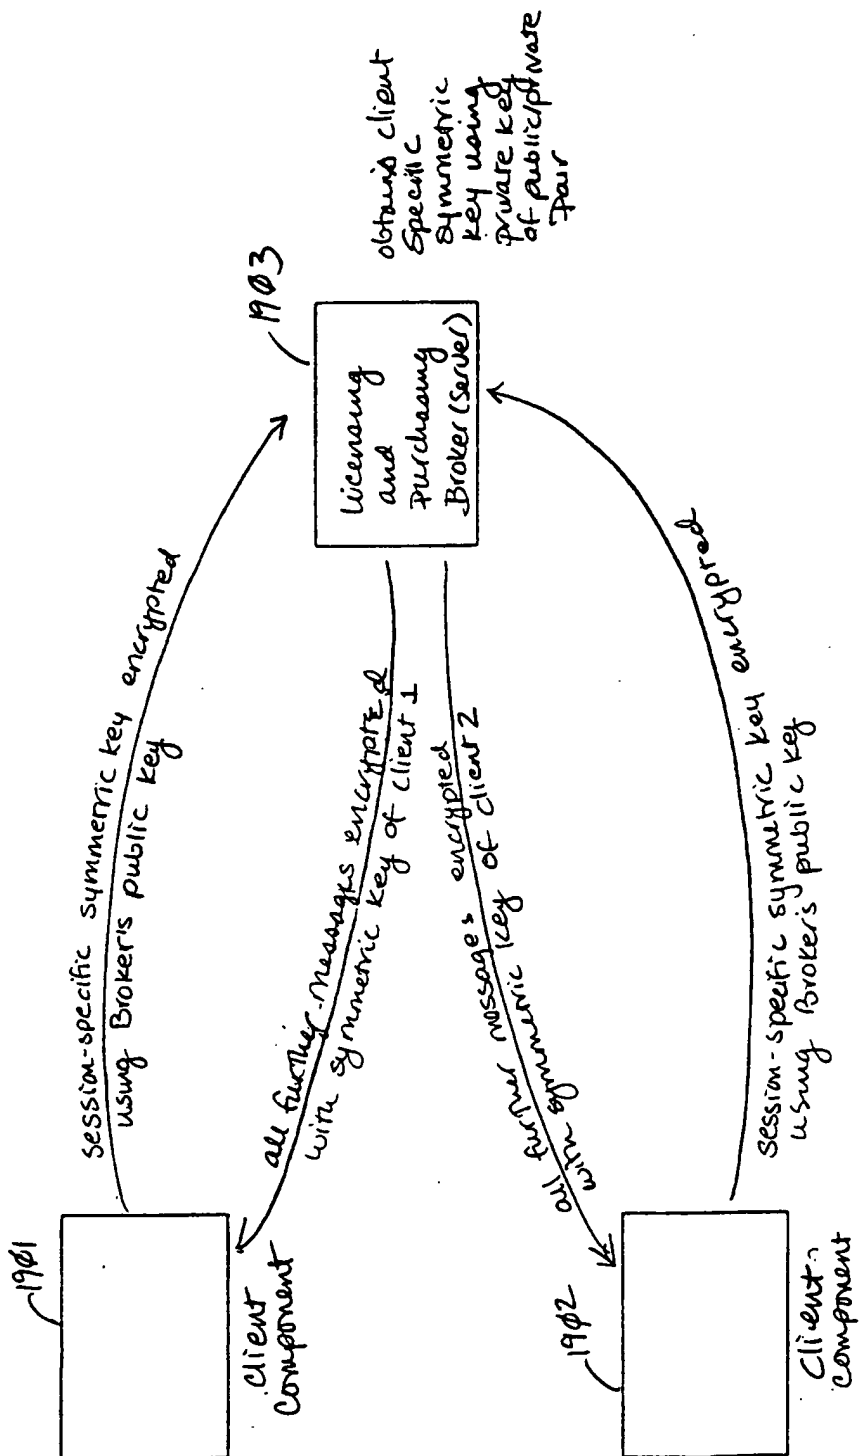 1901
Client
Component
session-specific symmetric key encrypted
using Broker's public key
all further messages encrypted
with symmetric key of client 1
1903
Licensing
and
Purchasing
Broker (Server)
obtains client
specific
symmetric
key using
private key
of public/private
pair
1902
Client
component
all further messages encrypted
with symmetric key of client 2
session-specific symmetric key encrypted
using Broker's public key